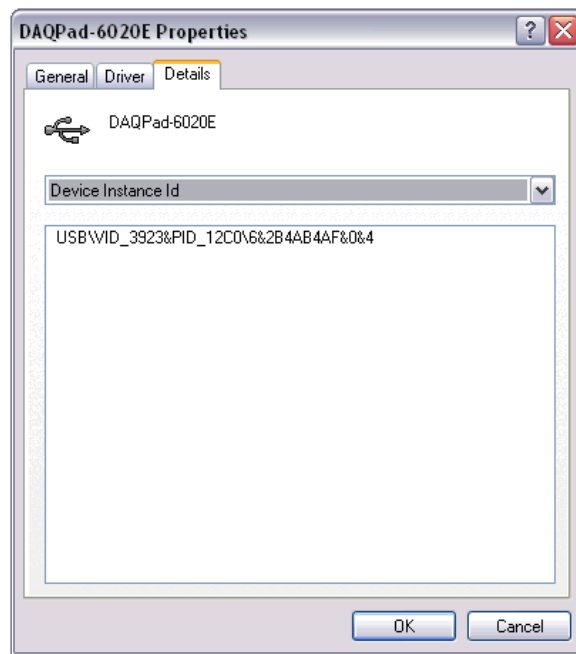 DAQPad-6020E Properties
General Driver Details
DAQPad-6020E
Device Instance Id
USB\VID_3923&PID_12C0\6&2B4AB4AF&0&4
OK Cancel